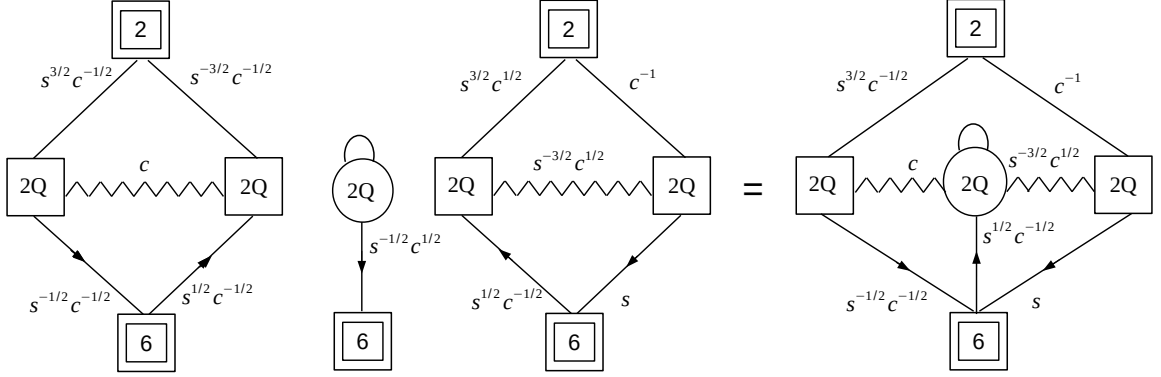 2 2 2
s^{3/2}c^{-1/2} s^{-3/2}c^{-1/2} s^{3/2}c^{1/2} c^{-1} s^{3/2}c^{-1/2} c^{-1}
2Q c 2Q 2Q 2Q s^{-3/2}c^{1/2} 2Q = 2Q c 2Q s^{-3/2}c^{1/2} 2Q
s^{-1/2}c^{1/2} s^{1/2}c^{-1/2}
s^{-1/2}c^{-1/2} s^{1/2}c^{-1/2} s^{1/2}c^{-1/2} s s^{-1/2}c^{-1/2} s
6 6 6 6